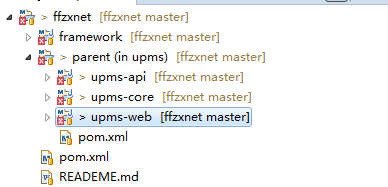 > ffzxnet [ffzxnet master]
framework [ffzxnet master]
> parent (in upms) [ffzxnet master]
> upms-api [ffzxnet master]
> upms-core [ffzxnet master]
> upms-web [ffzxnet master]
pom.xml
pom.xml
READEME.md